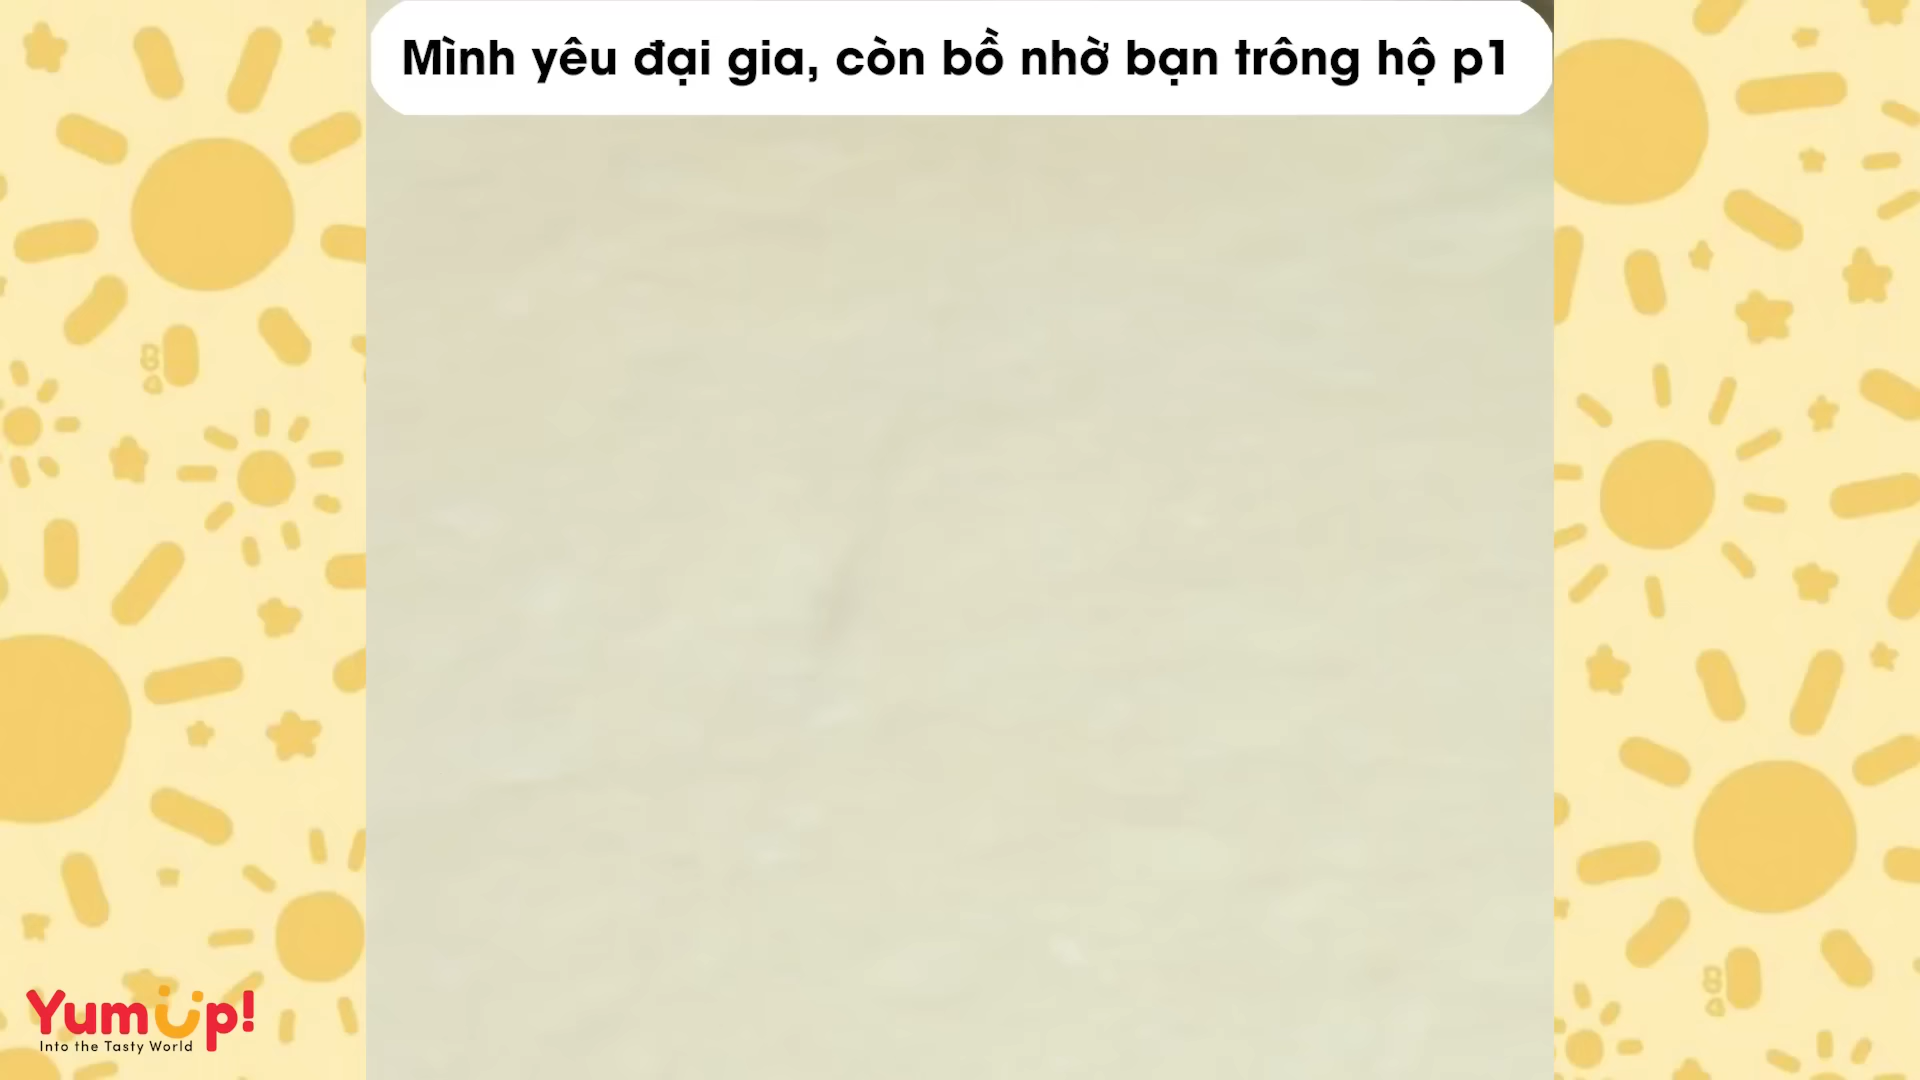 Mình yêu đại gia, còn bồ nhờ bạn trông hộ p1
YumUp!
Into the Tasty World